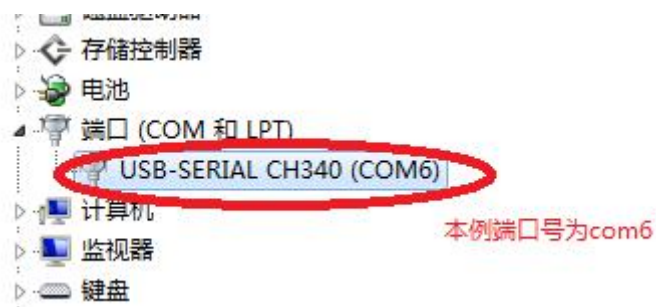 存储控制器
电池
端口 (COM 和 LPT)
USB-SERIAL CH340 (COM6)
计算机
本例端口号为com6
监视器
键盘